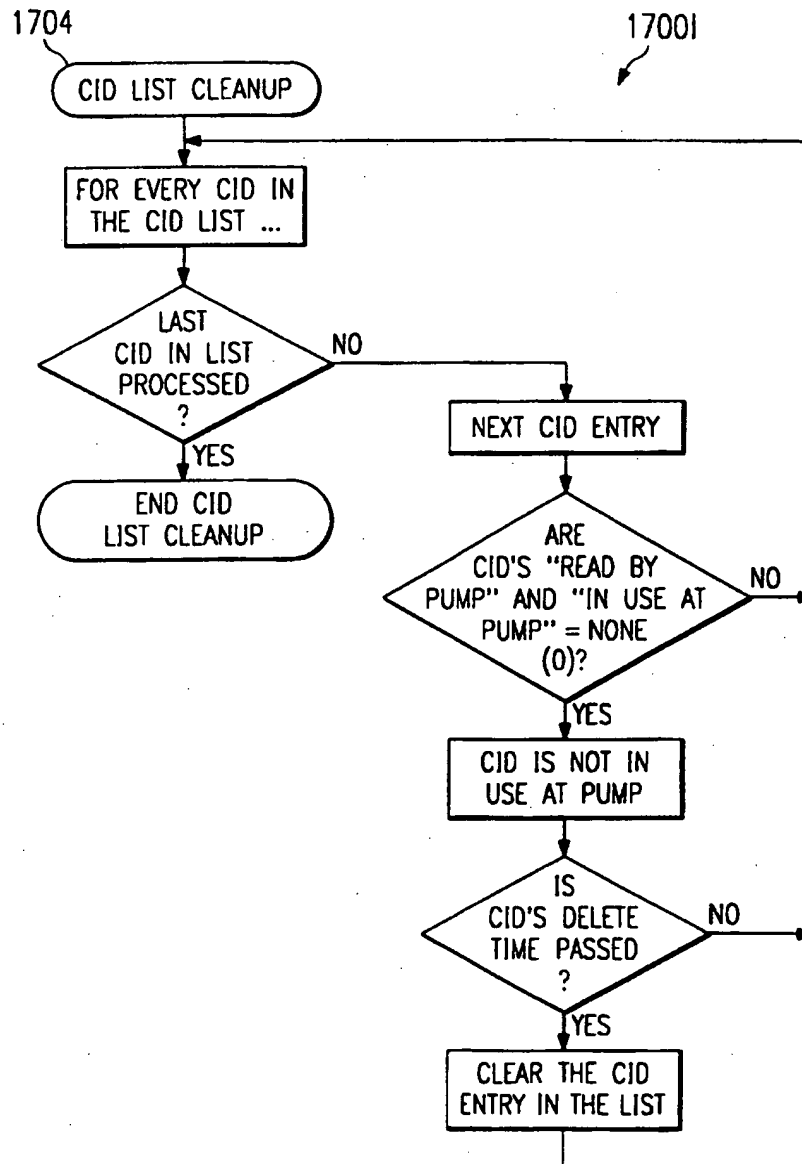 1704
1700I
CID LIST CLEANUP
FOR EVERY CID IN
THE CID LIST ...
LAST
CID IN LIST
PROCESSED
?
NO
YES
END CID
LIST CLEANUP
NEXT CID ENTRY
ARE
CID'S "READ BY
PUMP" AND "IN USE AT
PUMP" = NONE
(0)?
NO
YES
CID IS NOT IN
USE AT PUMP
IS
CID'S DELETE
TIME PASSED
?
NO
YES
CLEAR THE CID
ENTRY IN THE LIST